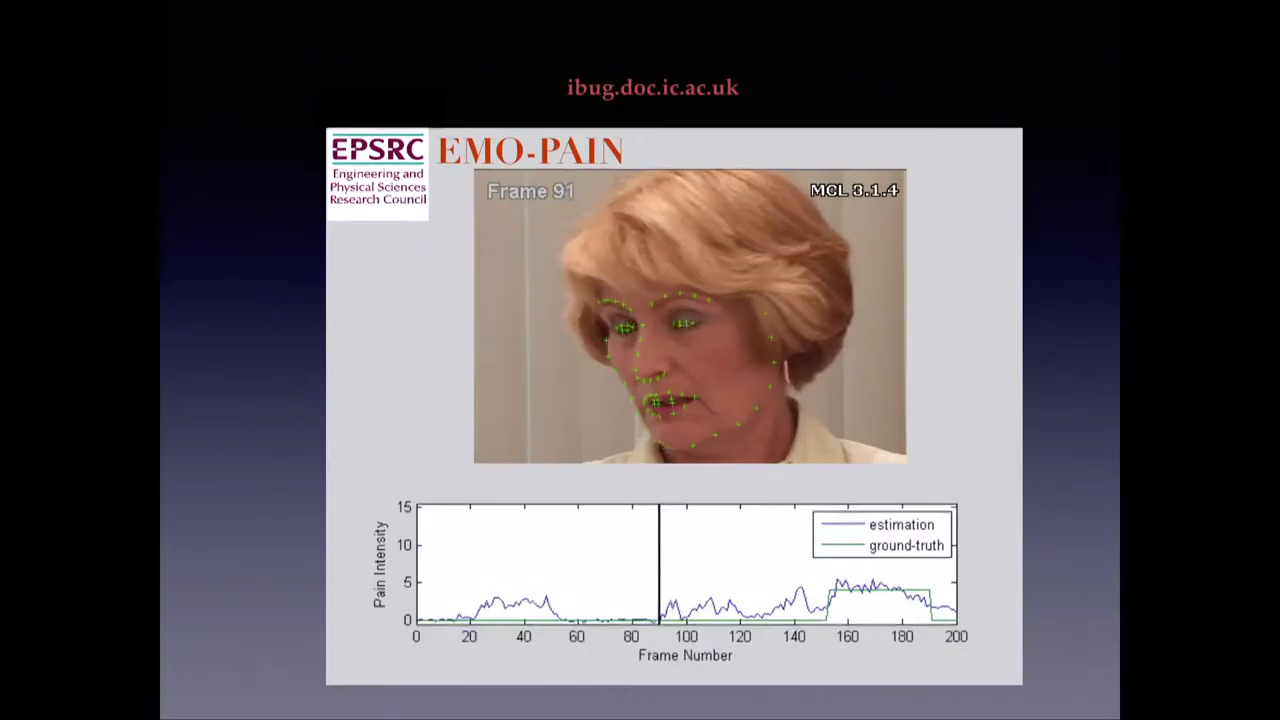 ibug.doc.ic.ac.uk
EPSRC
Engineering and
Physical Sciences
Research Council
EMO-PAIN
Frame 91
MCL 3.1.4
Pain Intensity
15
10
5
0
estimation
ground-truth
0 20 40 60 80 100 120 140 160 180 200
Frame Number